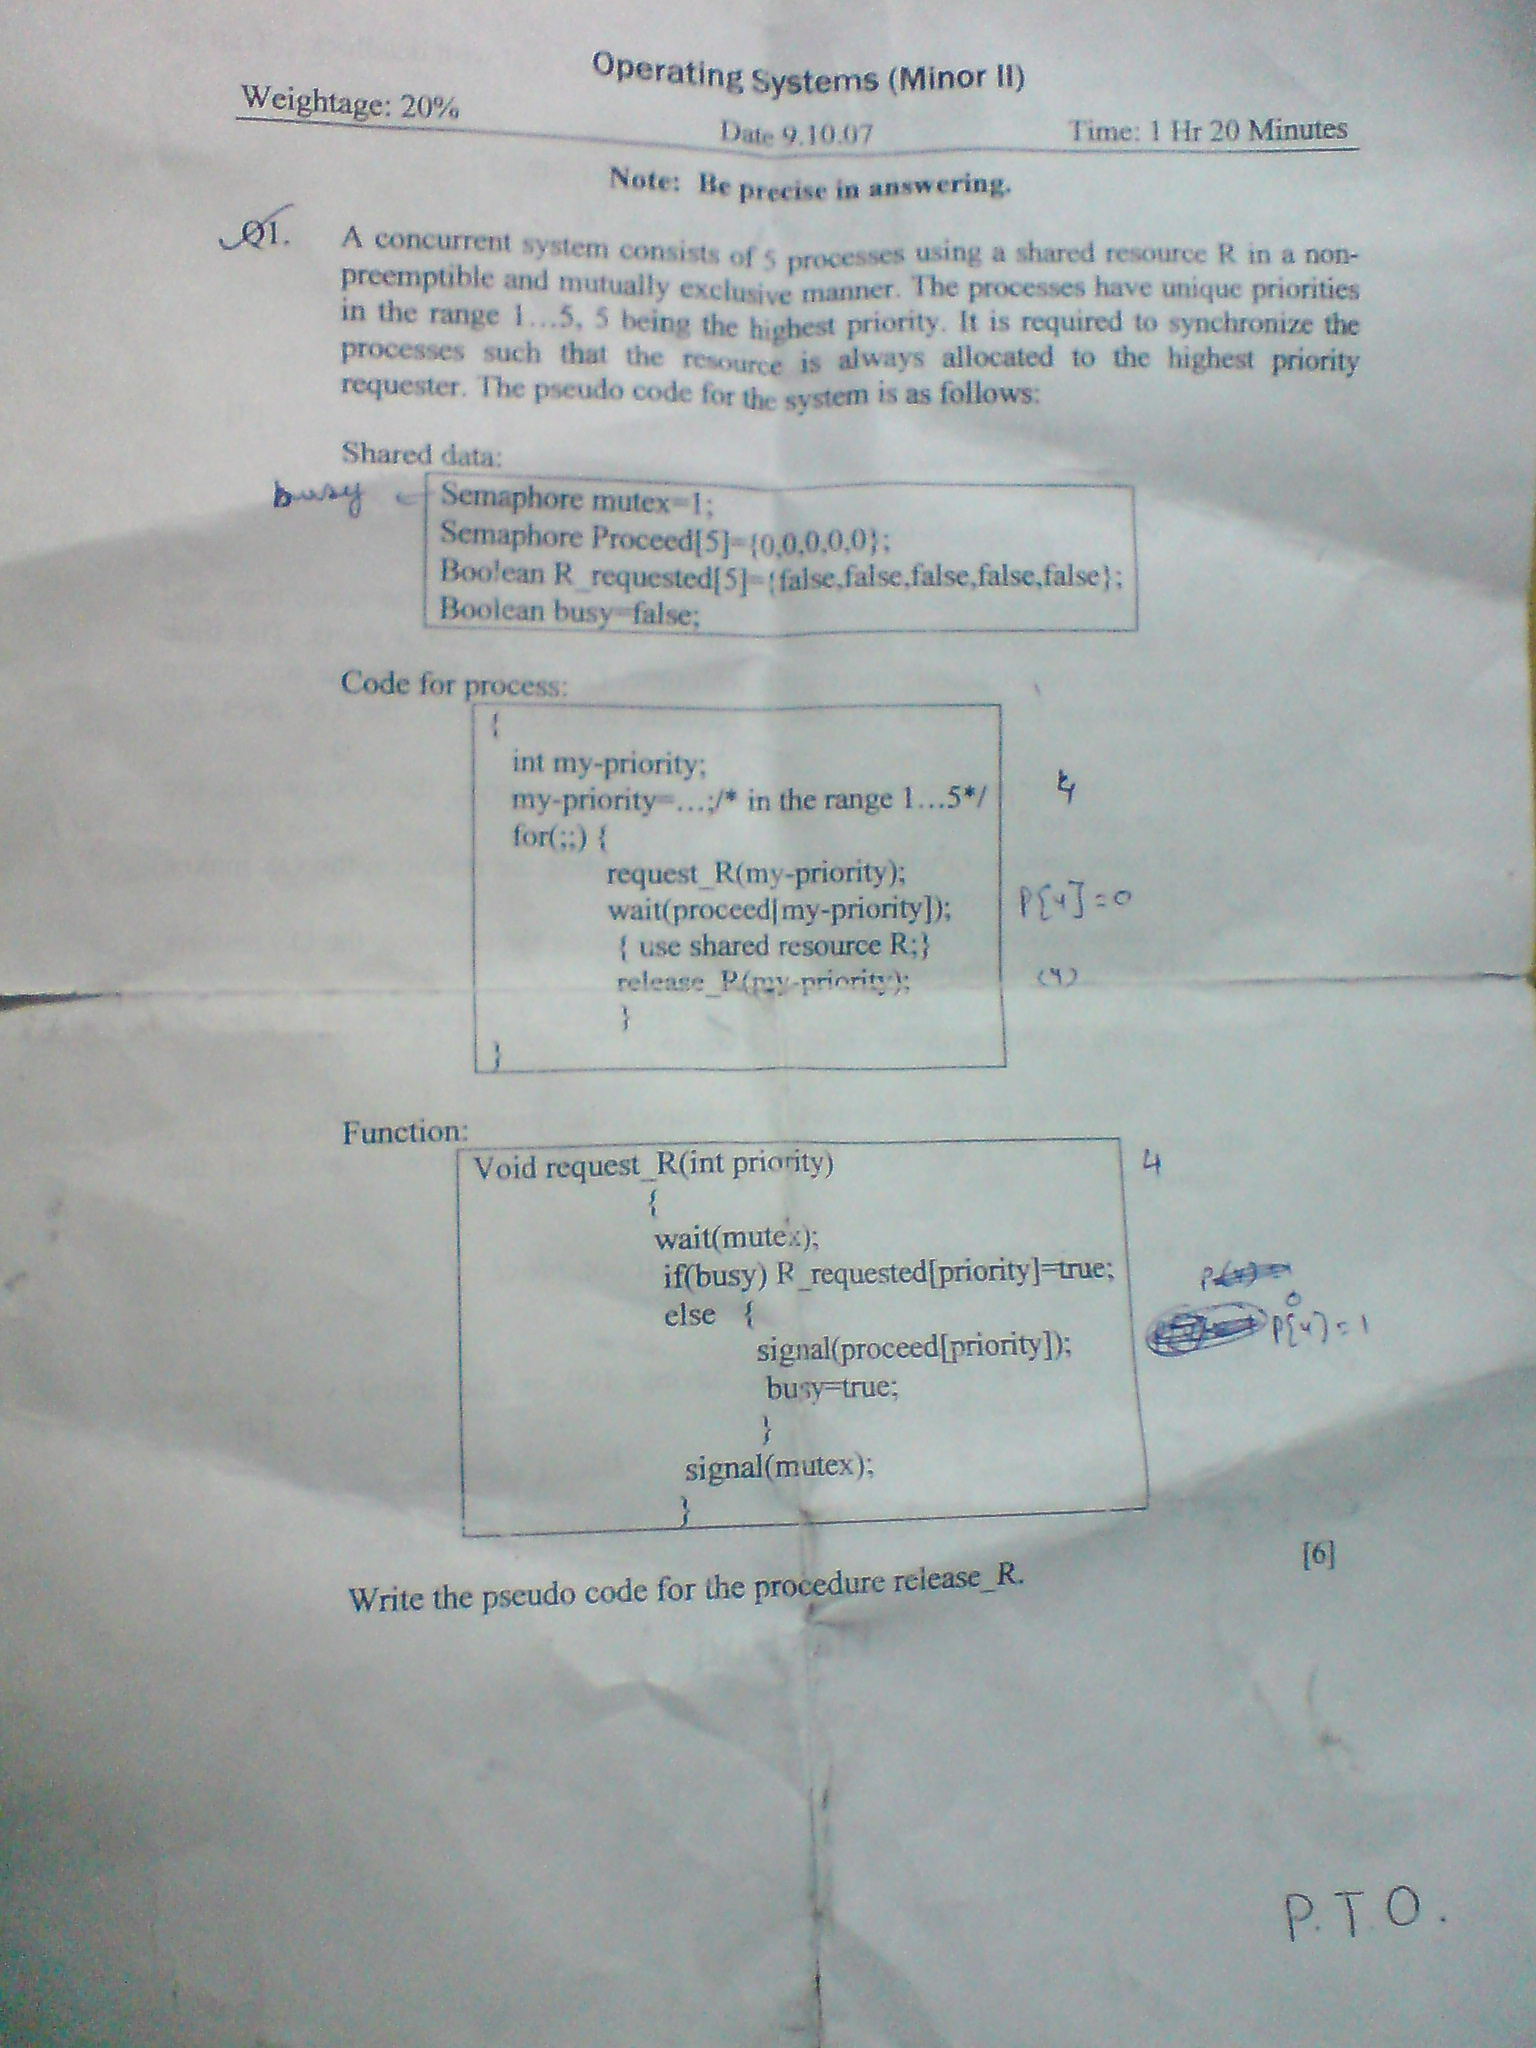 Operating Systems (Minor II)
Weightage: 20%
Date 9.10.07
Time: 1 Hr 20 Minutes
Note: Be precise in answering.
Q1. A concurrent system consists of 5 processes using a shared resource R in a non-
preemptible and mutually exclusive manner. The processes have unique priorities
in the range 1...5, 5 being the highest priority. It is required to synchronize the
processes such that the resource is always allocated to the highest priority
requester. The pseudo code for the system is as follows:
Shared data:
busy
Semaphore mutex=1;
Semaphore Proceed[5]={0,0,0,0,0};
Boolean R_requested[5]={false,false,false,false,false};
Boolean busy=false;
Code for process:
{
int my-priority;
my-priority=...;/* in the range 1...5*/ 4
for(;;) {
request_R(my-priority);
wait(proceed[my-priority]); P[4]=0
{ use shared resource R;}
release_R(my-priority); (4)
}
}
Function:
Void request_R(int priority) 4
{
wait(mutex);
if(busy) R_requested[priority]=true;
else {
signal(proceed[priority]); P[4]=1
busy=true;
}
signal(mutex);
}
[6]
Write the pseudo code for the procedure release_R.
P.T.O.